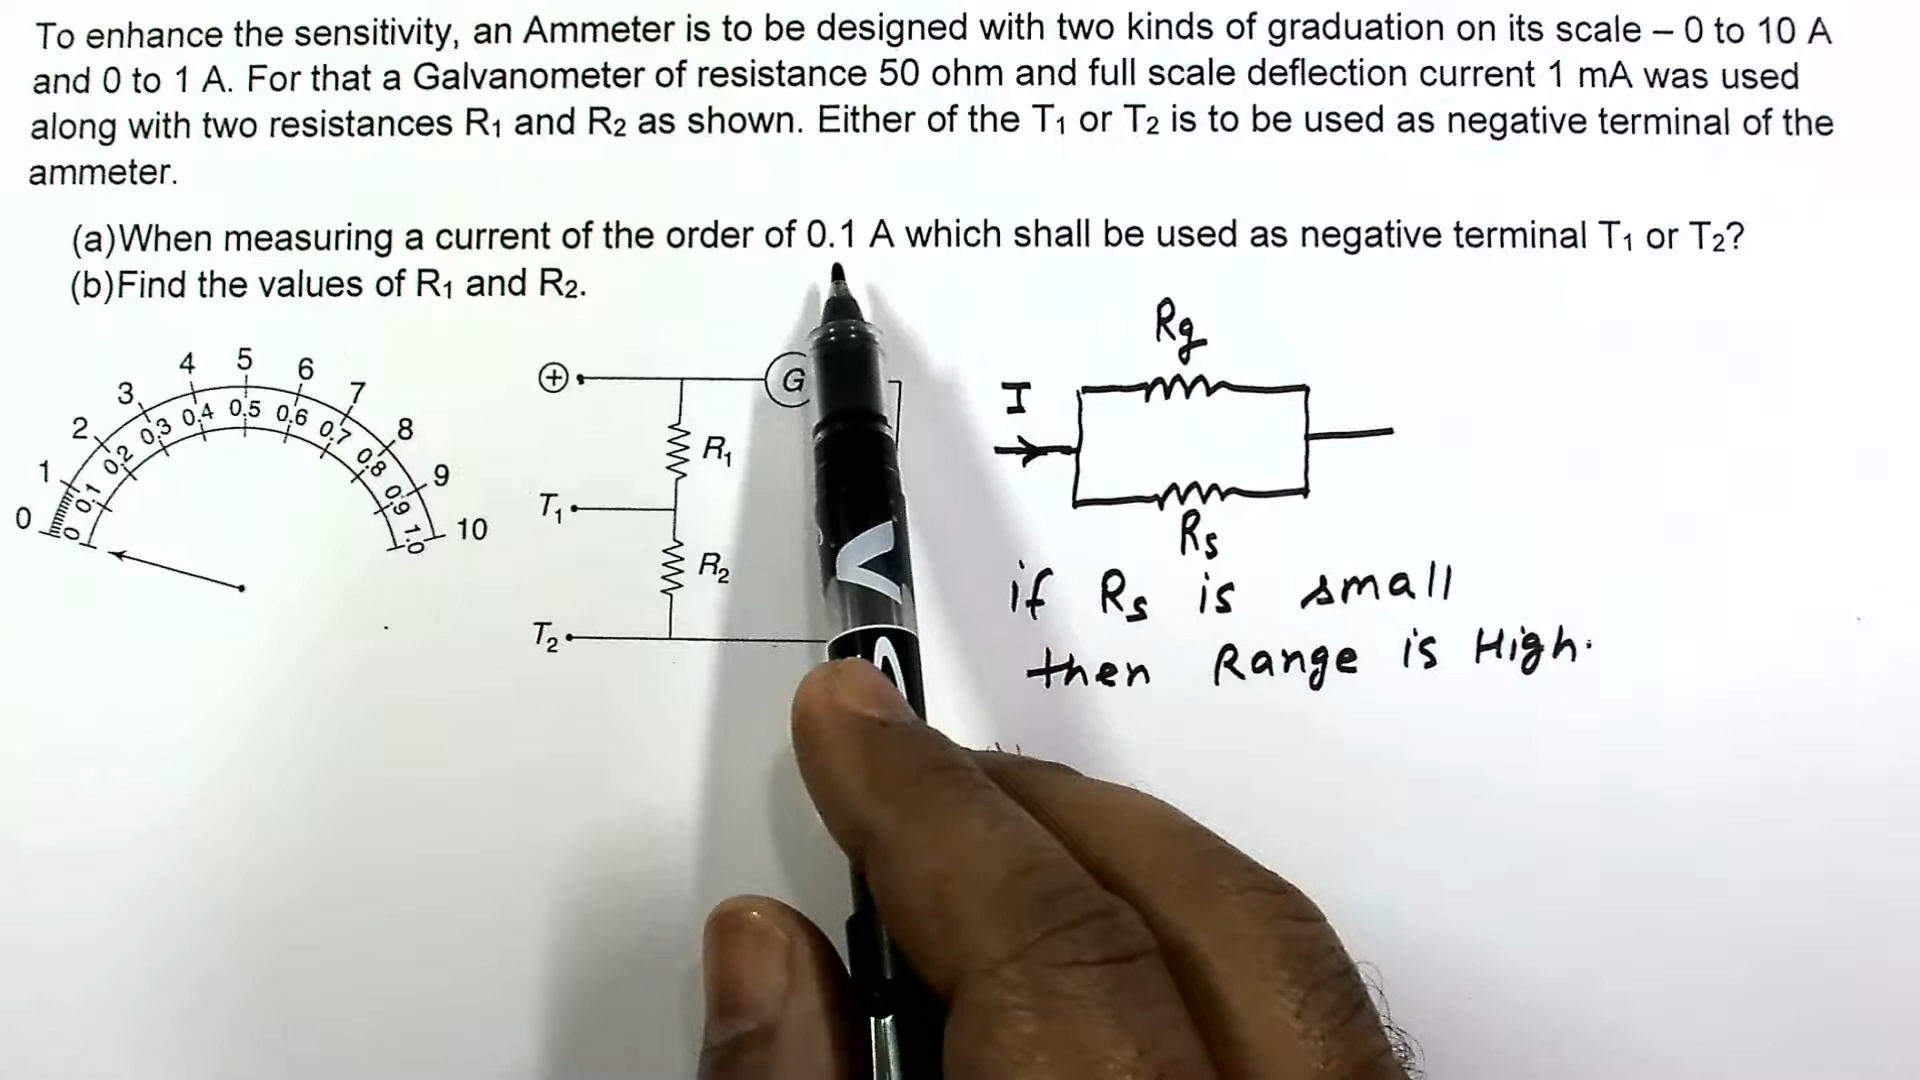 To enhance the sensitivity, an Ammeter is to be designed with two kinds of graduation on its scale – 0 to 10 A
and 0 to 1 A. For that a Galvanometer of resistance 50 ohm and full scale deflection current 1 mA was used
along with two resistances R₁ and R₂ as shown. Either of the T₁ or T₂ is to be used as negative terminal of the
ammeter.
(a)When measuring a current of the order of 0.1 A which shall be used as negative terminal T₁ or T₂?
(b)Find the values of R₁ and R₂.
0 1 2 3 4 5 6 7 8 9 10
0 0.1 0.2 0.3 0.4 0.5 0.6 0.7 0.8 0.9 1.0
+ G
R₁
T₁
R₂
T₂
Rg
I
Rs
if Rs is small
then Range is High.